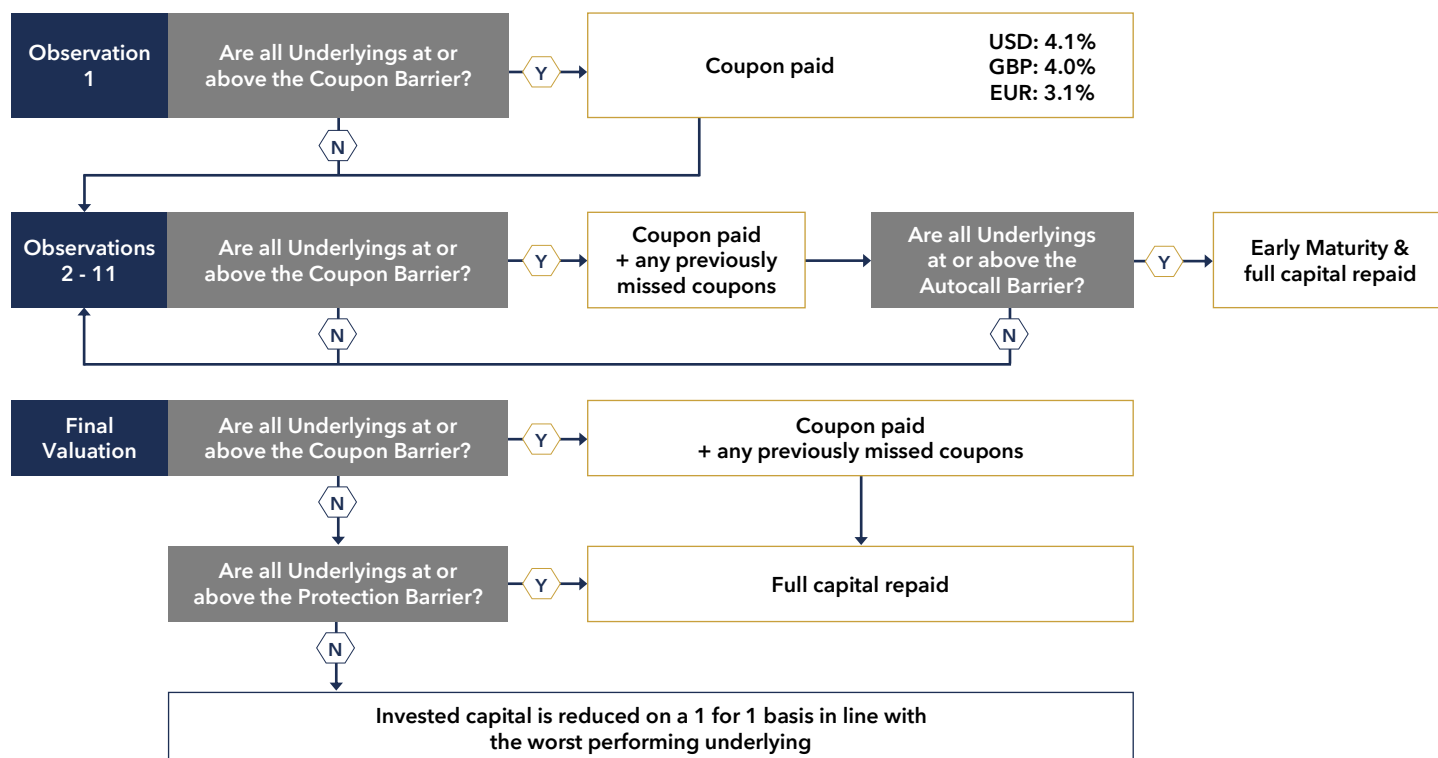 Observation
1
Are all Underlyings at or
above the Coupon Barrier?
Y
Coupon paid
USD: 4.1%
GBP: 4.0%
EUR: 3.1%
N
Observations
2 - 11
Are all Underlyings at or
above the Coupon Barrier?
Y
Coupon paid
+ any previously
missed coupons
Are all Underlyings
at or above the
Autocall Barrier?
Y
Early Maturity &
full capital repaid
N
N
Final
Valuation
Are all Underlyings at or
above the Coupon Barrier?
Y
Coupon paid
+ any previously missed coupons
N
Are all Underlyings at or
above the Protection Barrier?
Y
Full capital repaid
N
Invested capital is reduced on a 1 for 1 basis in line with
the worst performing underlying